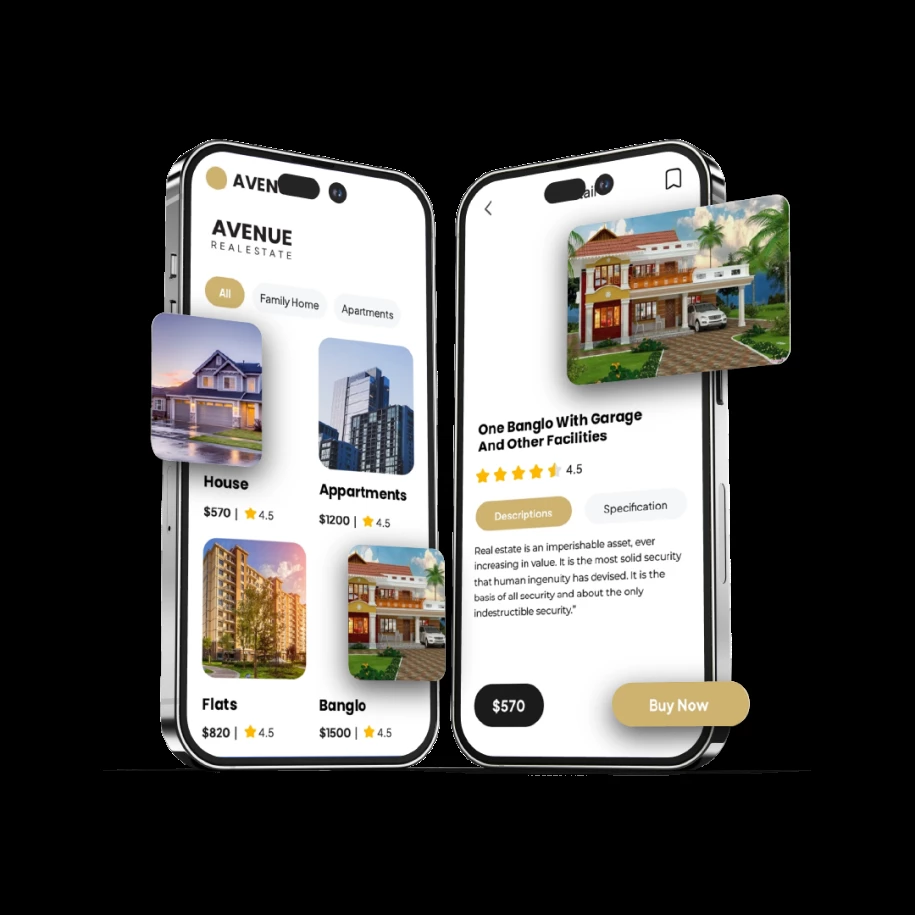 AVEN
AVENUE
REALESTATE
All
Family Home
Apartments
House
$570 | 4.5
Appartments
$1200 | 4.5
Flats
$820 | 4.5
Banglo
$1500 | 4.5
One Banglo With Garage
And Other Facilities
4.5
Descriptions
Specification
Real estate is an imperishable asset, ever
increasing in value. It is the most solid security
that human ingenuity has devised. It is the
basis of all security and about the only
indestructible security."
$570
Buy Now